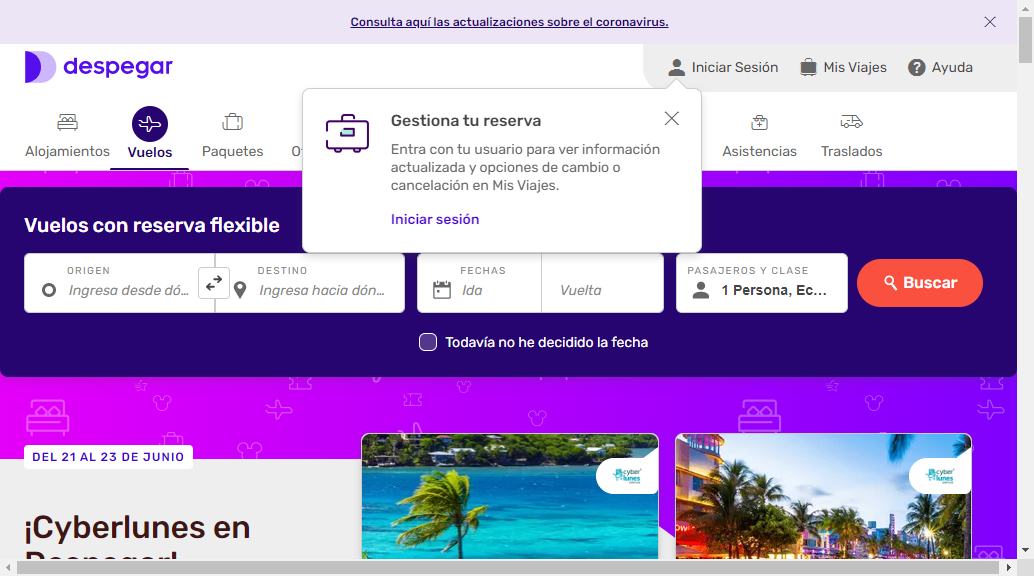 Consulta aquí las actualizaciones sobre el coronavirus.
despegar
Iniciar Sesión
Mis Viajes
Ayuda
Alojamientos
Vuelos
Paquetes
Asistencias
Traslados
Gestiona tu reserva
Entra con tu usuario para ver información
actualizada y opciones de cambio o
cancelación en Mis Viajes.
Iniciar sesión
Vuelos con reserva flexible
ORIGEN
Ingresa desde dó...
DESTINO
Ingresa hacia dón...
FECHAS
Ida
Vuelta
PASAJEROS Y CLASE
1 Persona, Ec...
Buscar
Todavía no he decidido la fecha
DEL 21 AL 23 DE JUNIO
cyber
lunes
cyber
lunes
¡Cyberlunes en
Despegar!